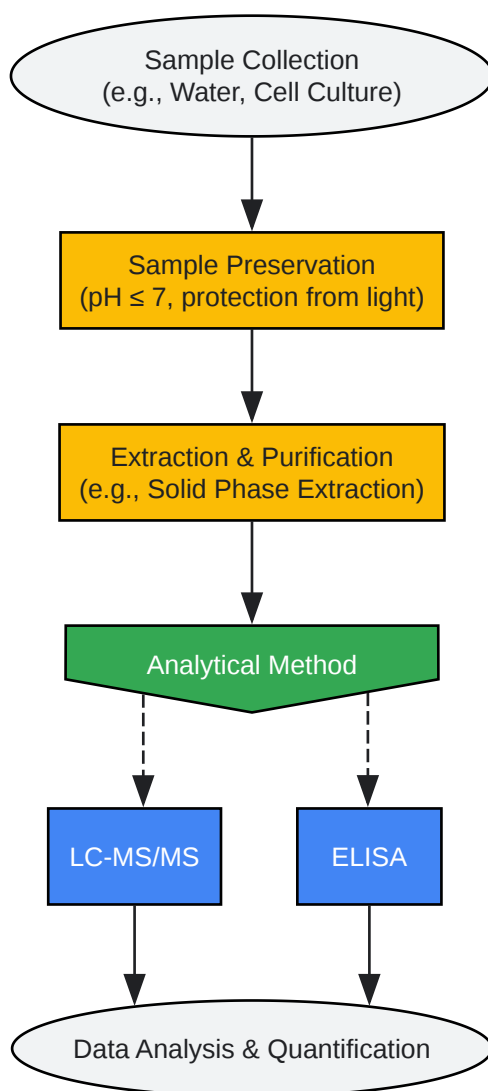 Sample Collection
(e.g., Water, Cell Culture)
Sample Preservation
(pH ≤ 7, protection from light)
Extraction & Purification
(e.g., Solid Phase Extraction)
Analytical Method
LC-MS/MS
ELISA
Data Analysis & Quantification